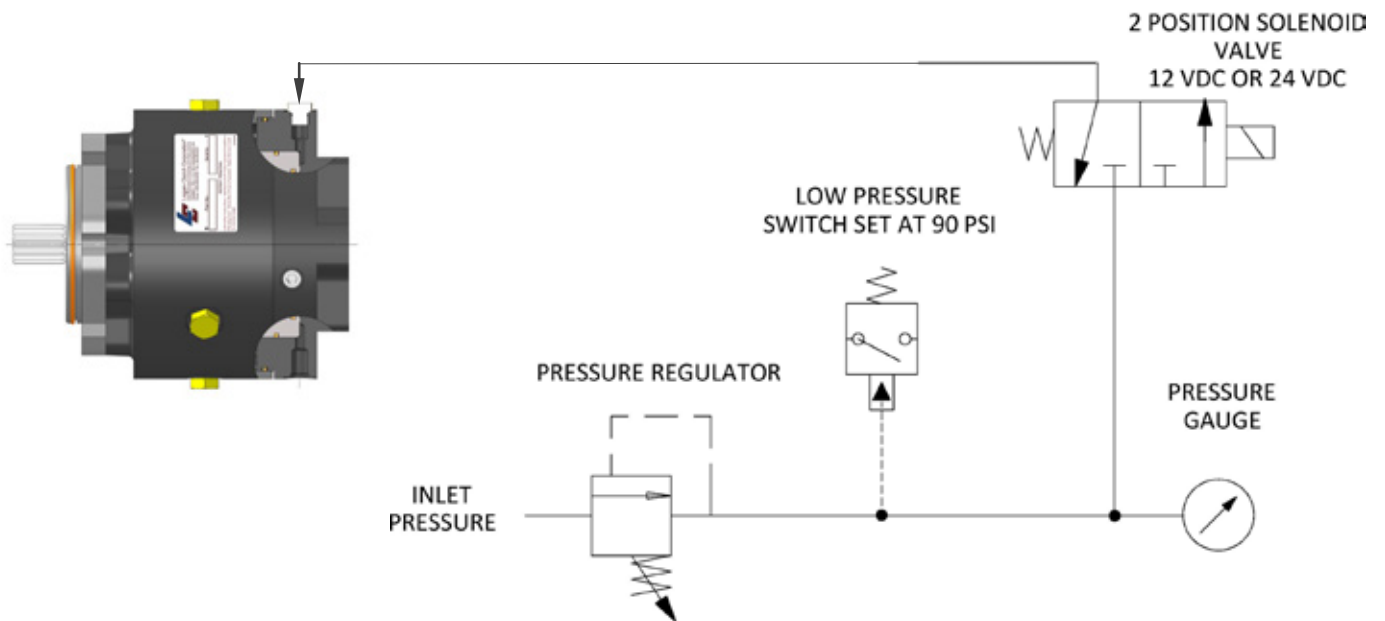 2 POSITION SOLENOID
VALVE
12 VDC OR 24 VDC
LOW PRESSURE
SWITCH SET AT 90 PSI
PRESSURE REGULATOR
PRESSURE
GAUGE
INLET
PRESSURE